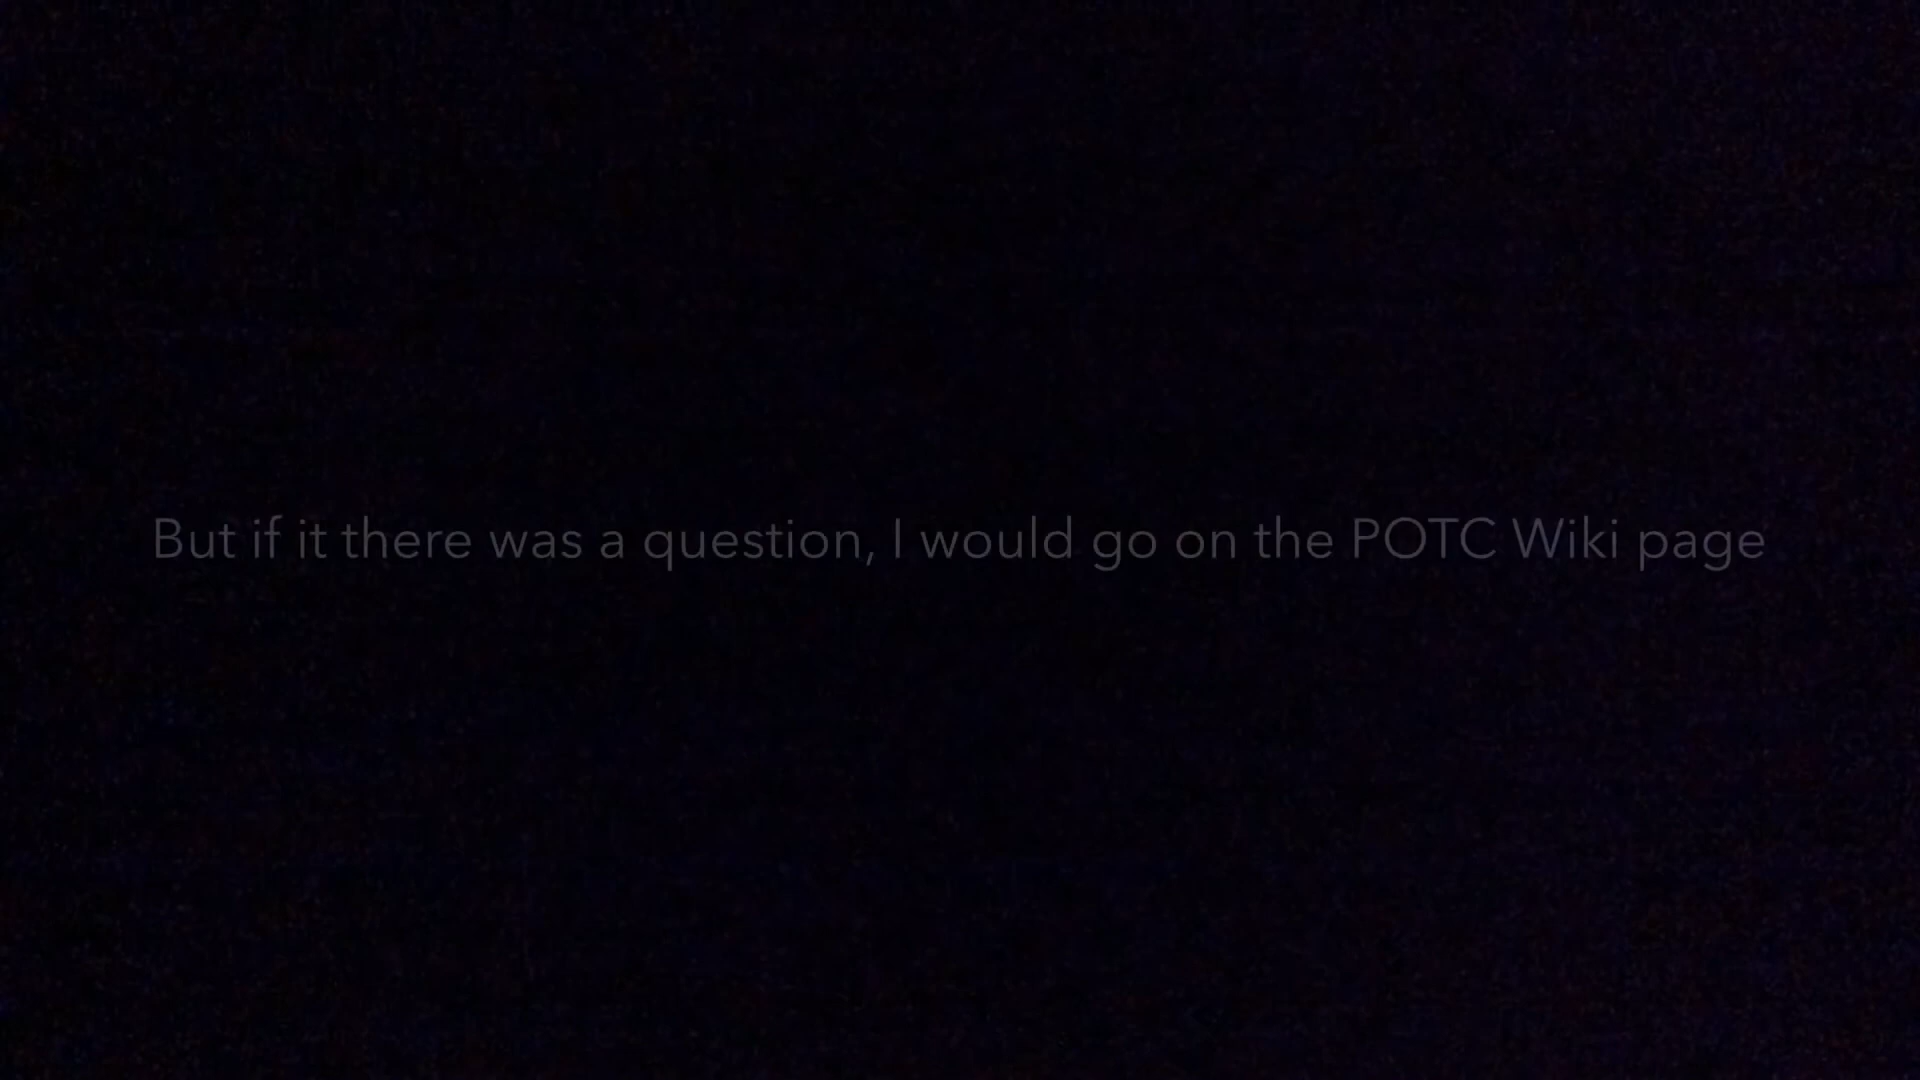 But if it there was a question, I would go on the POTC Wiki page